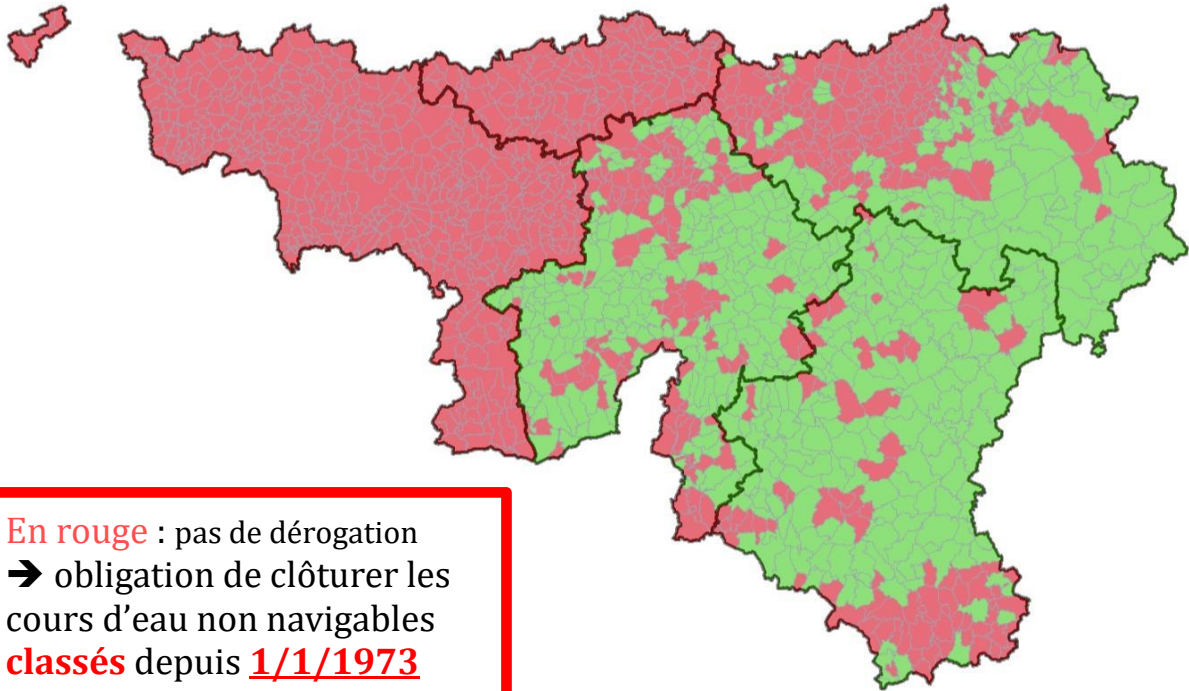 En rouge : pas de dérogation
➔ obligation de clôturer les
cours d’eau non navigables
classés depuis 1/1/1973